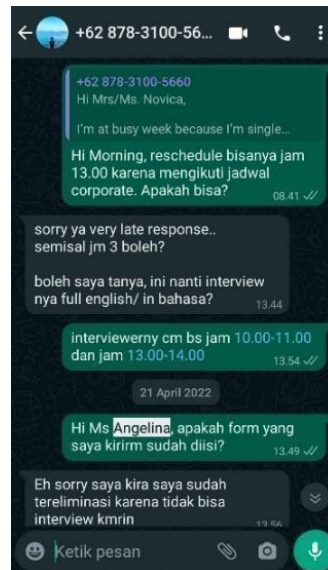 +62 878-3100-56...
+62 878-3100-5660
Hi Mrs/Ms. Novica,
I'm at busy week because I'm single...
Hi Morning, reschedule bisanya jam
13.00 karena mengikuti jadwal
corporate. Apakah bisa?
08.41
sorry ya very late response..
semisal jm 3 boleh?
boleh saya tanya, ini nanti interview
nya full english/ in bahasa?
13.44
interviewerny cm bs jam 10.00-11.00
dan jam 13.00-14.00
13.54
21 April 2022
Hi Ms Angelina, apakah form yang
saya kirirm sudah diisi?
13.49
Eh sorry saya kira saya sudah
tereliminasi karena tidak bisa
interview kmrin
13.56
Ketik pesan